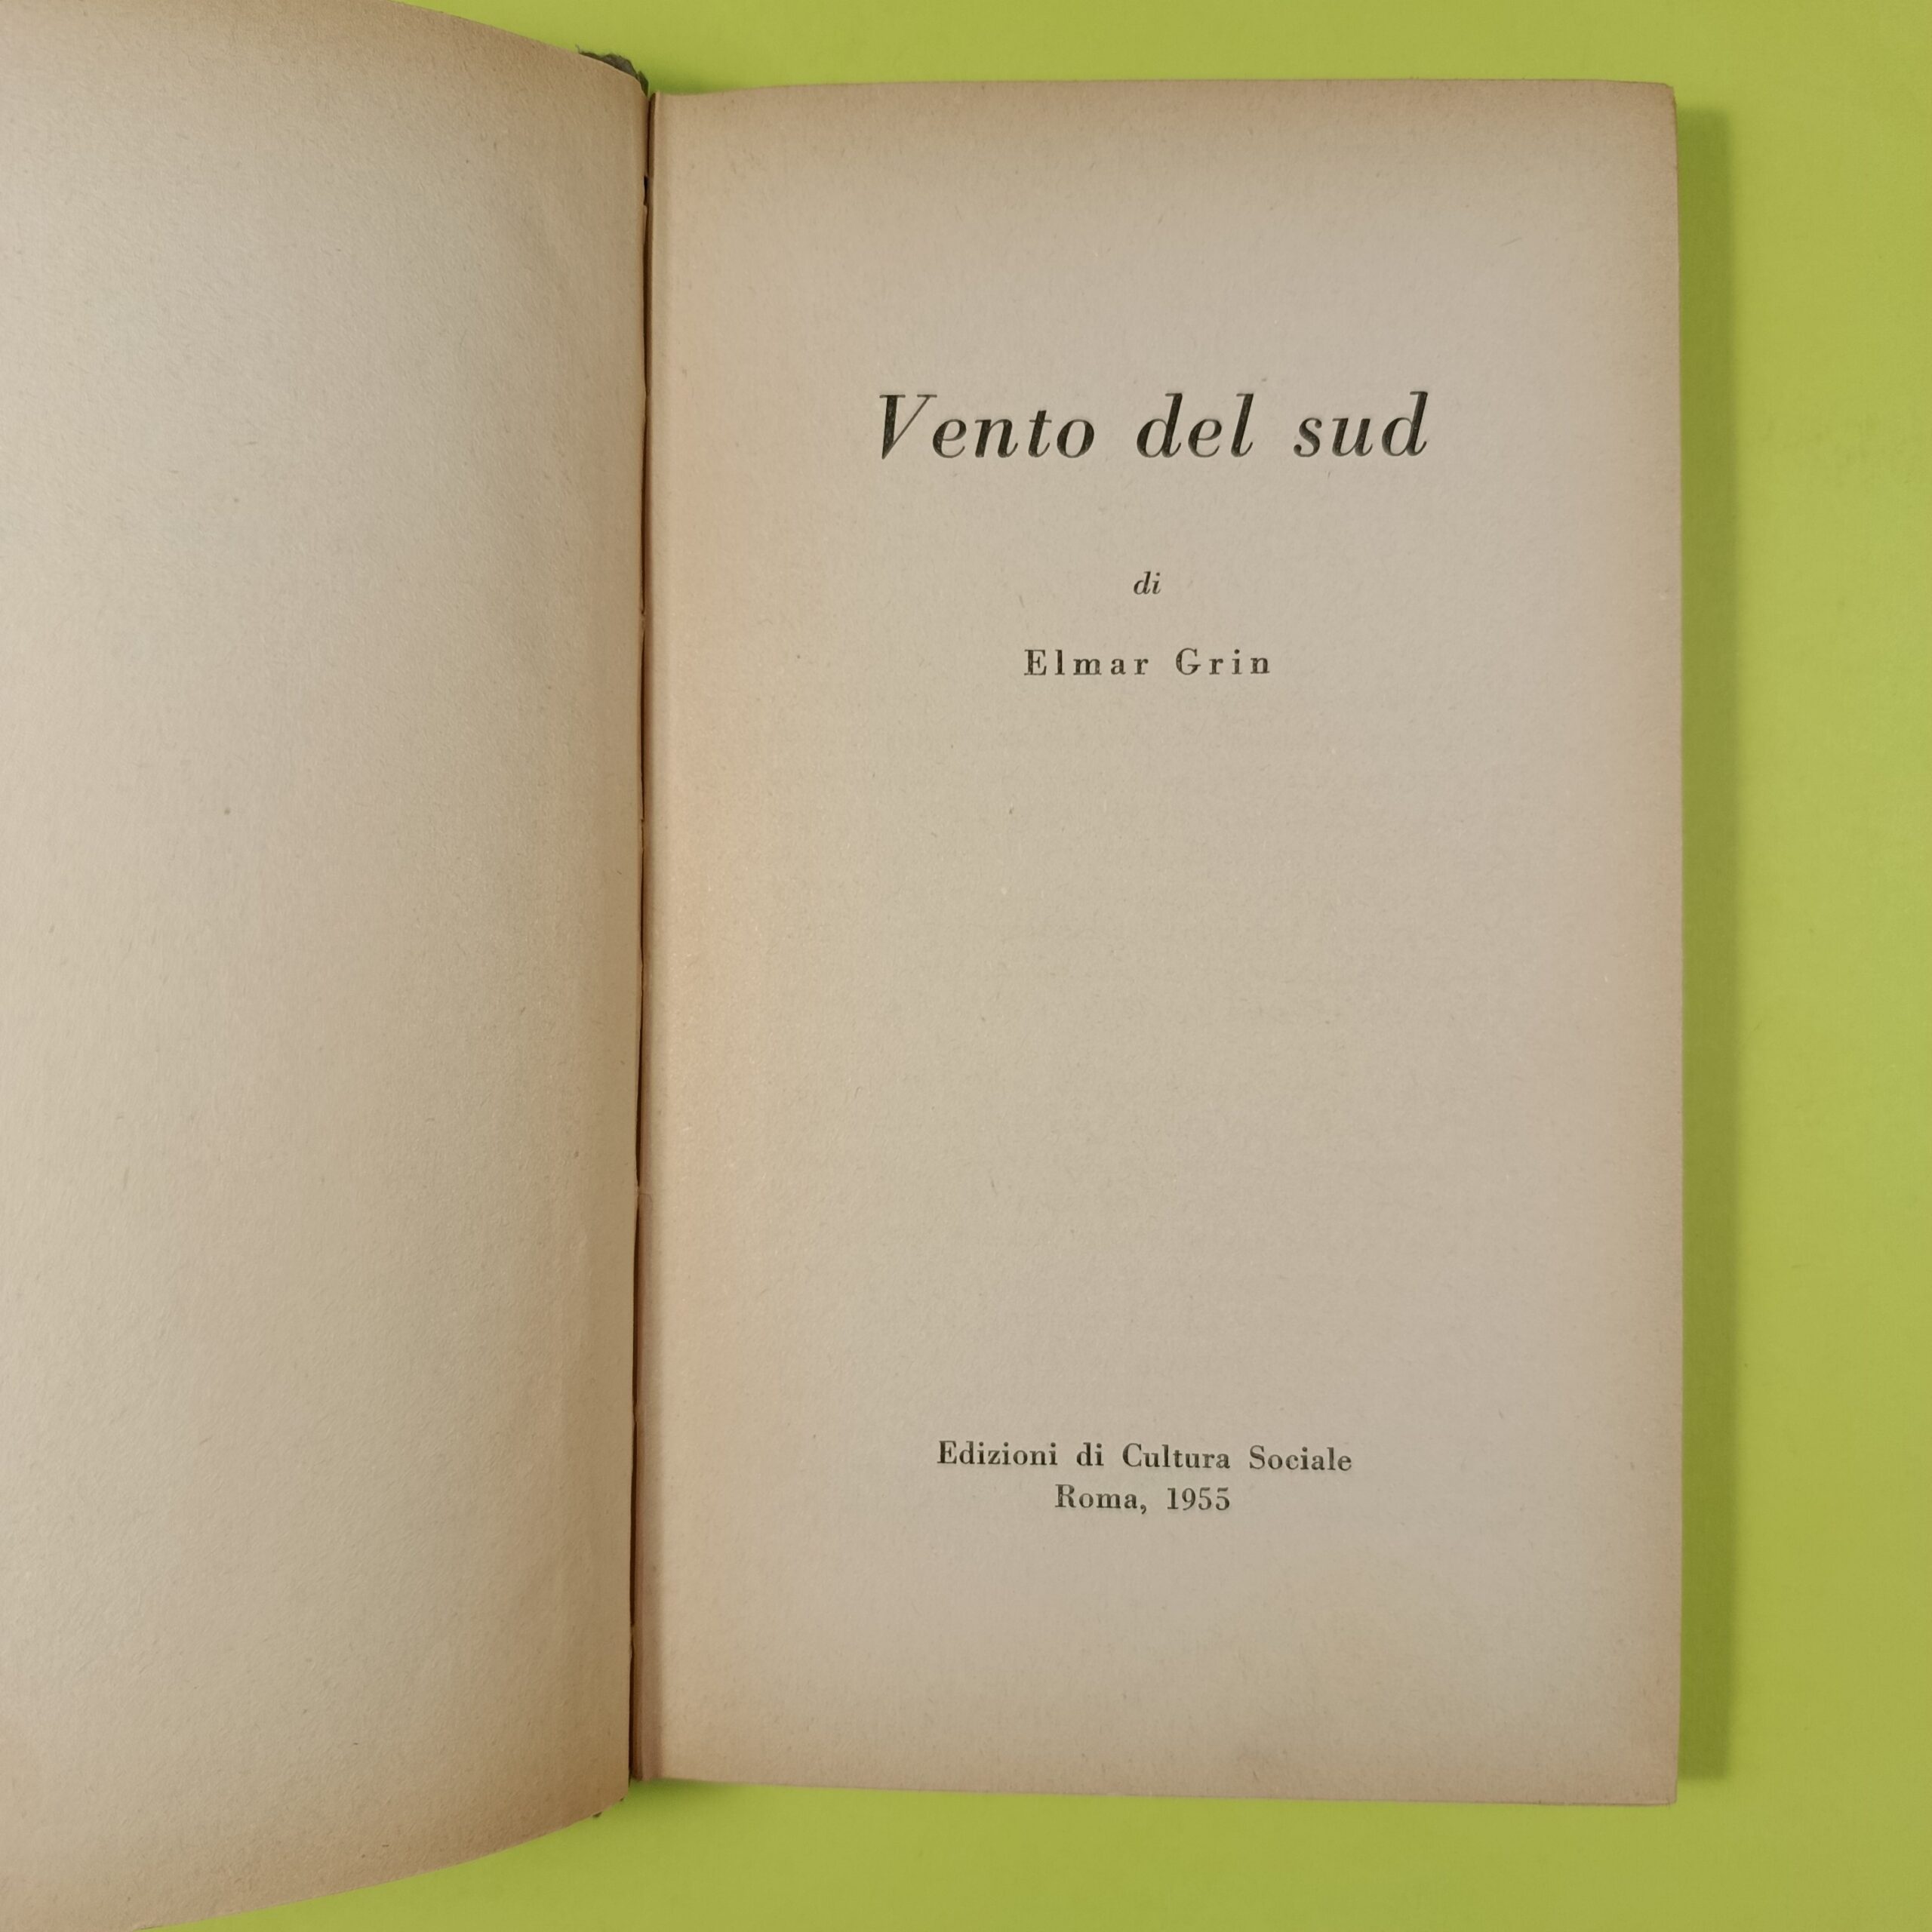 Vento del sud
di
Elmar Grin
Edizioni di Cultura Sociale
Roma, 1955